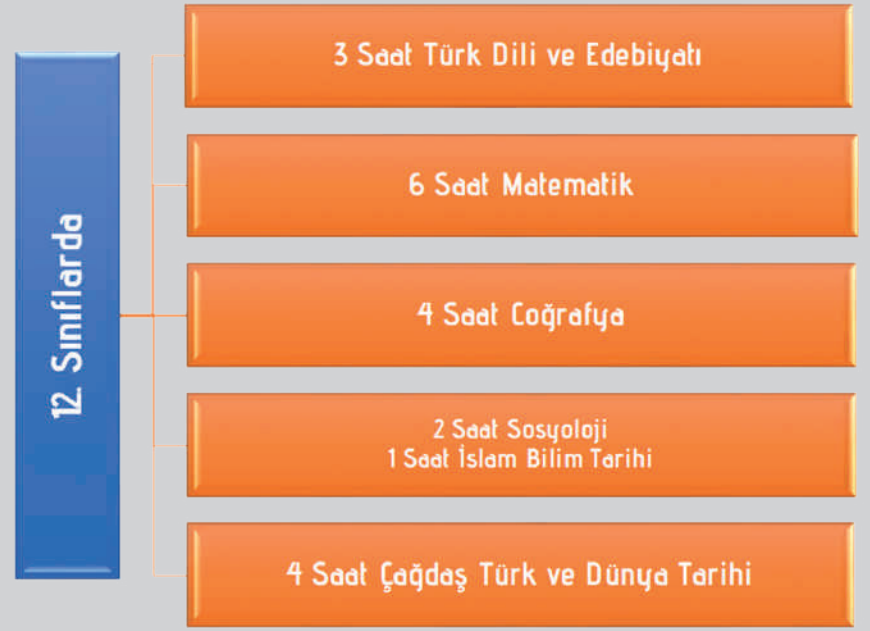 12. Sınıflarda
3 Saat Türk Dili ve Edebiyatı
6 Saat Matematik
4 Saat Coğrafya
2 Saat Sosyoloji
1 Saat İslam Bilim Tarihi
4 Saat Çağdaş Türk ve Dünya Tarihi